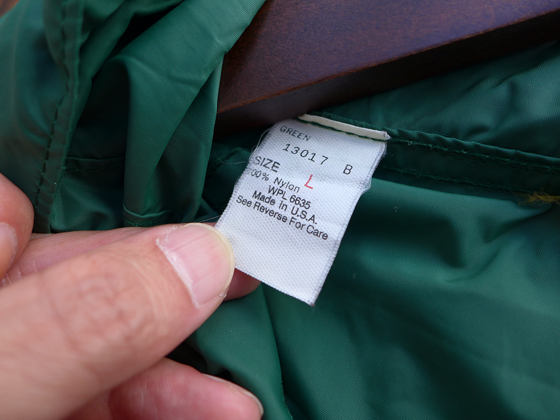 GREEN
13017 B
SIZE L
100% Nylon
WPL 6635
Made In U.S.A.
See Reverse For Care